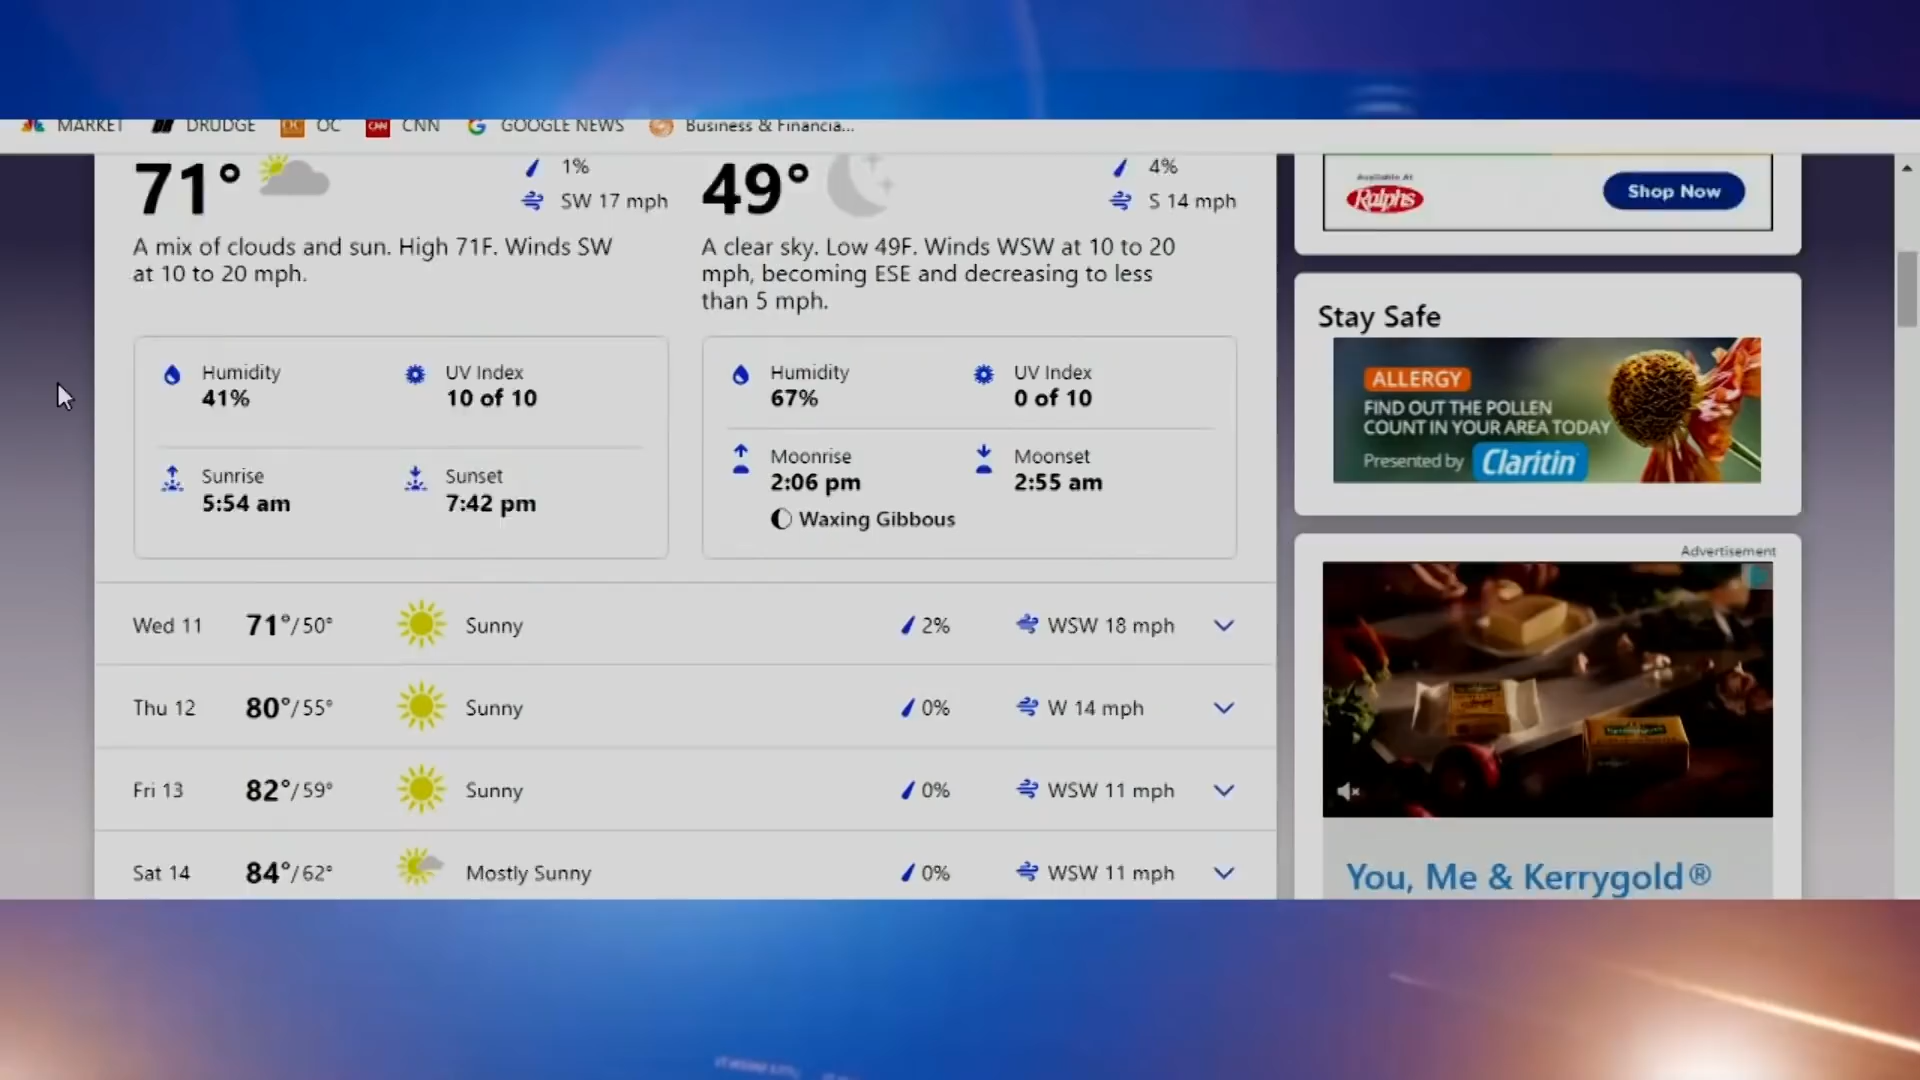 MARKET DRUDGE OC CNN GOOGLE NEWS Business & Financia...
71° 1% 49° 4%
SW 17 mph S 14 mph
A mix of clouds and sun. High 71F. Winds SW
at 10 to 20 mph.
A clear sky. Low 49F. Winds WSW at 10 to 20
mph, becoming ESE and decreasing to less
than 5 mph.
Humidity UV Index
41% 10 of 10
Sunrise Sunset
5:54 am 7:42 pm
Humidity UV Index
67% 0 of 10
Moonrise Moonset
2:06 pm 2:55 am
Waxing Gibbous
Wed 11 71°/50° Sunny 2% WSW 18 mph
Thu 12 80°/55° Sunny 0% W 14 mph
Fri 13 82°/59° Sunny 0% WSW 11 mph
Sat 14 84°/62° Mostly Sunny 0% WSW 11 mph
Available At
Ralphs Shop Now
Stay Safe
ALLERGY
FIND OUT THE POLLEN
COUNT IN YOUR AREA TODAY
Presented by Claritin
Advertisement
You, Me & Kerrygold®